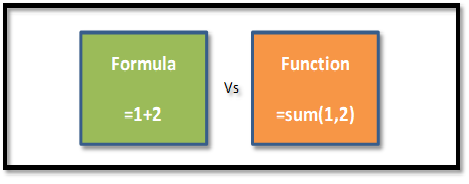 Formula
=1+2
Vs
Function
=sum(1,2)